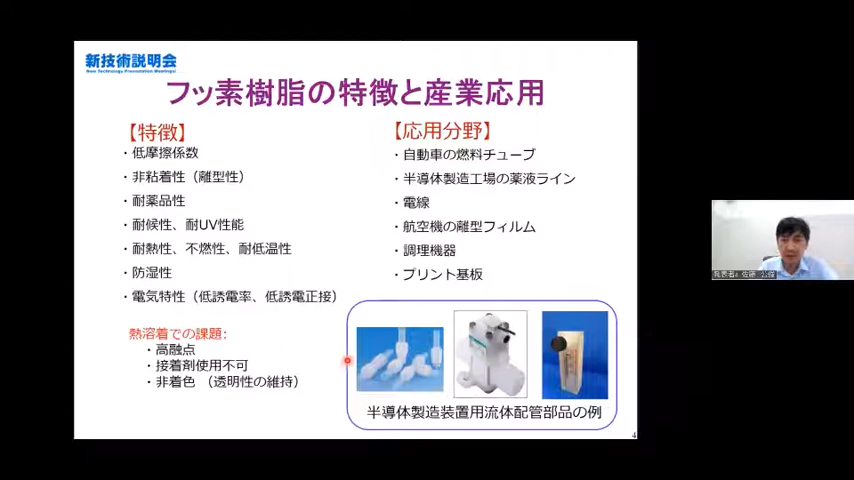 新技術説明会
New Technology Presentation Meetings!
フッ素樹脂の特徴と産業応用
【特徴】
・低摩擦係数
・非粘着性（離型性）
・耐薬品性
・耐候性、耐UV性能
・耐熱性、不燃性、耐低温性
・防湿性
・電気特性（低誘電率、低誘電正接）
熱溶着での課題:
・高融点
・接着剤使用不可
・非着色 （透明性の維持）
【応用分野】
・自動車の燃料チューブ
・半導体製造工場の薬液ライン
・電線
・航空機の離型フィルム
・調理機器
・プリント基板
半導体製造装置用流体配管部品の例
4
発表者4 佐藤